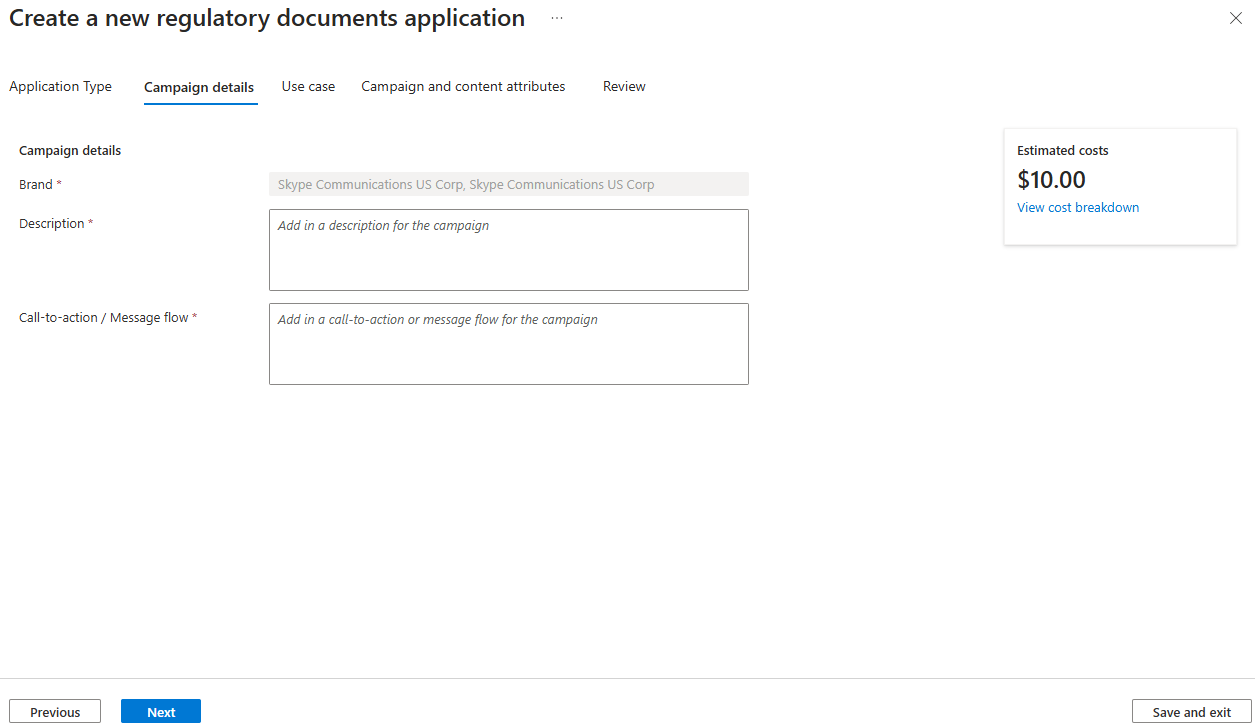 Create a new regulatory documents application ...
Application Type Campaign details Use case Campaign and content attributes Review
Campaign details
Brand * Skype Communications US Corp, Skype Communications US Corp
Description * Add in a description for the campaign
Call-to-action / Message flow * Add in a call-to-action or message flow for the campaign
Estimated costs
$10.00
View cost breakdown
Previous Next Save and exit